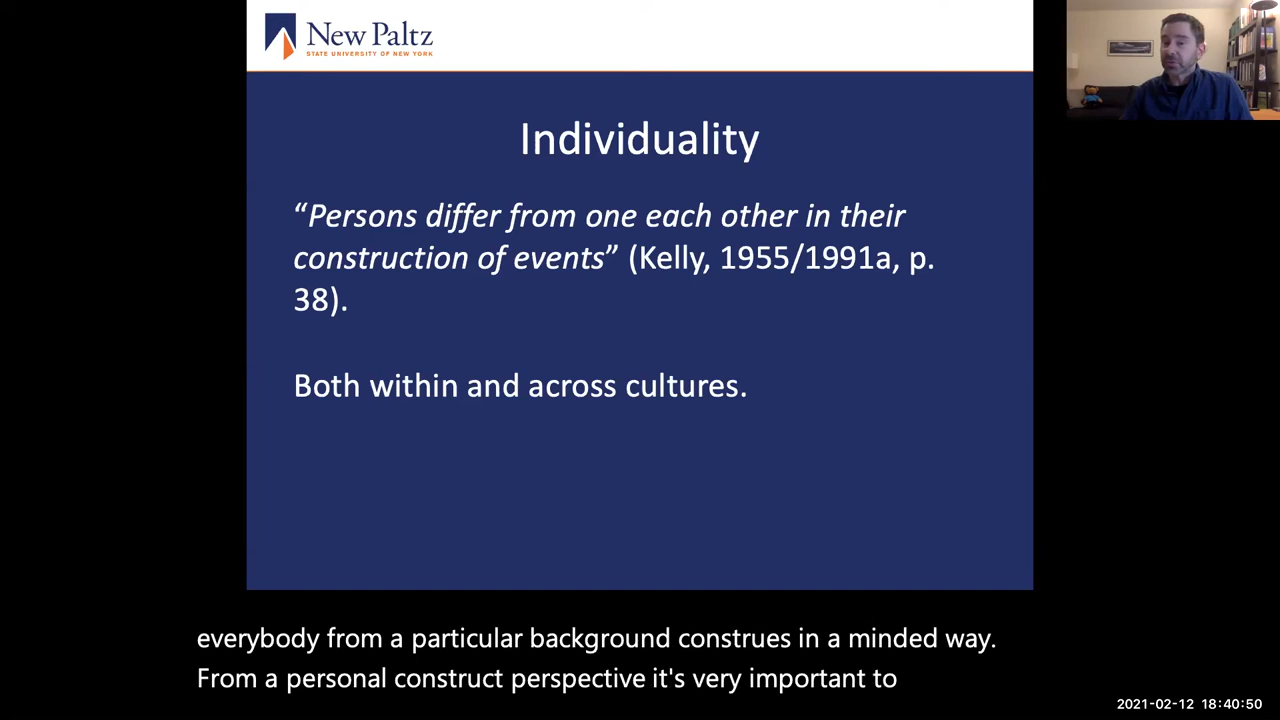 New Paltz
STATE UNIVERSITY OF NEW YORK
Individuality
“Persons differ from one each other in their
construction of events” (Kelly, 1955/1991a, p.
38).
Both within and across cultures.
everybody from a particular background construes in a minded way.
From a personal construct perspective it's very important to
2021-02-12 18:40:50